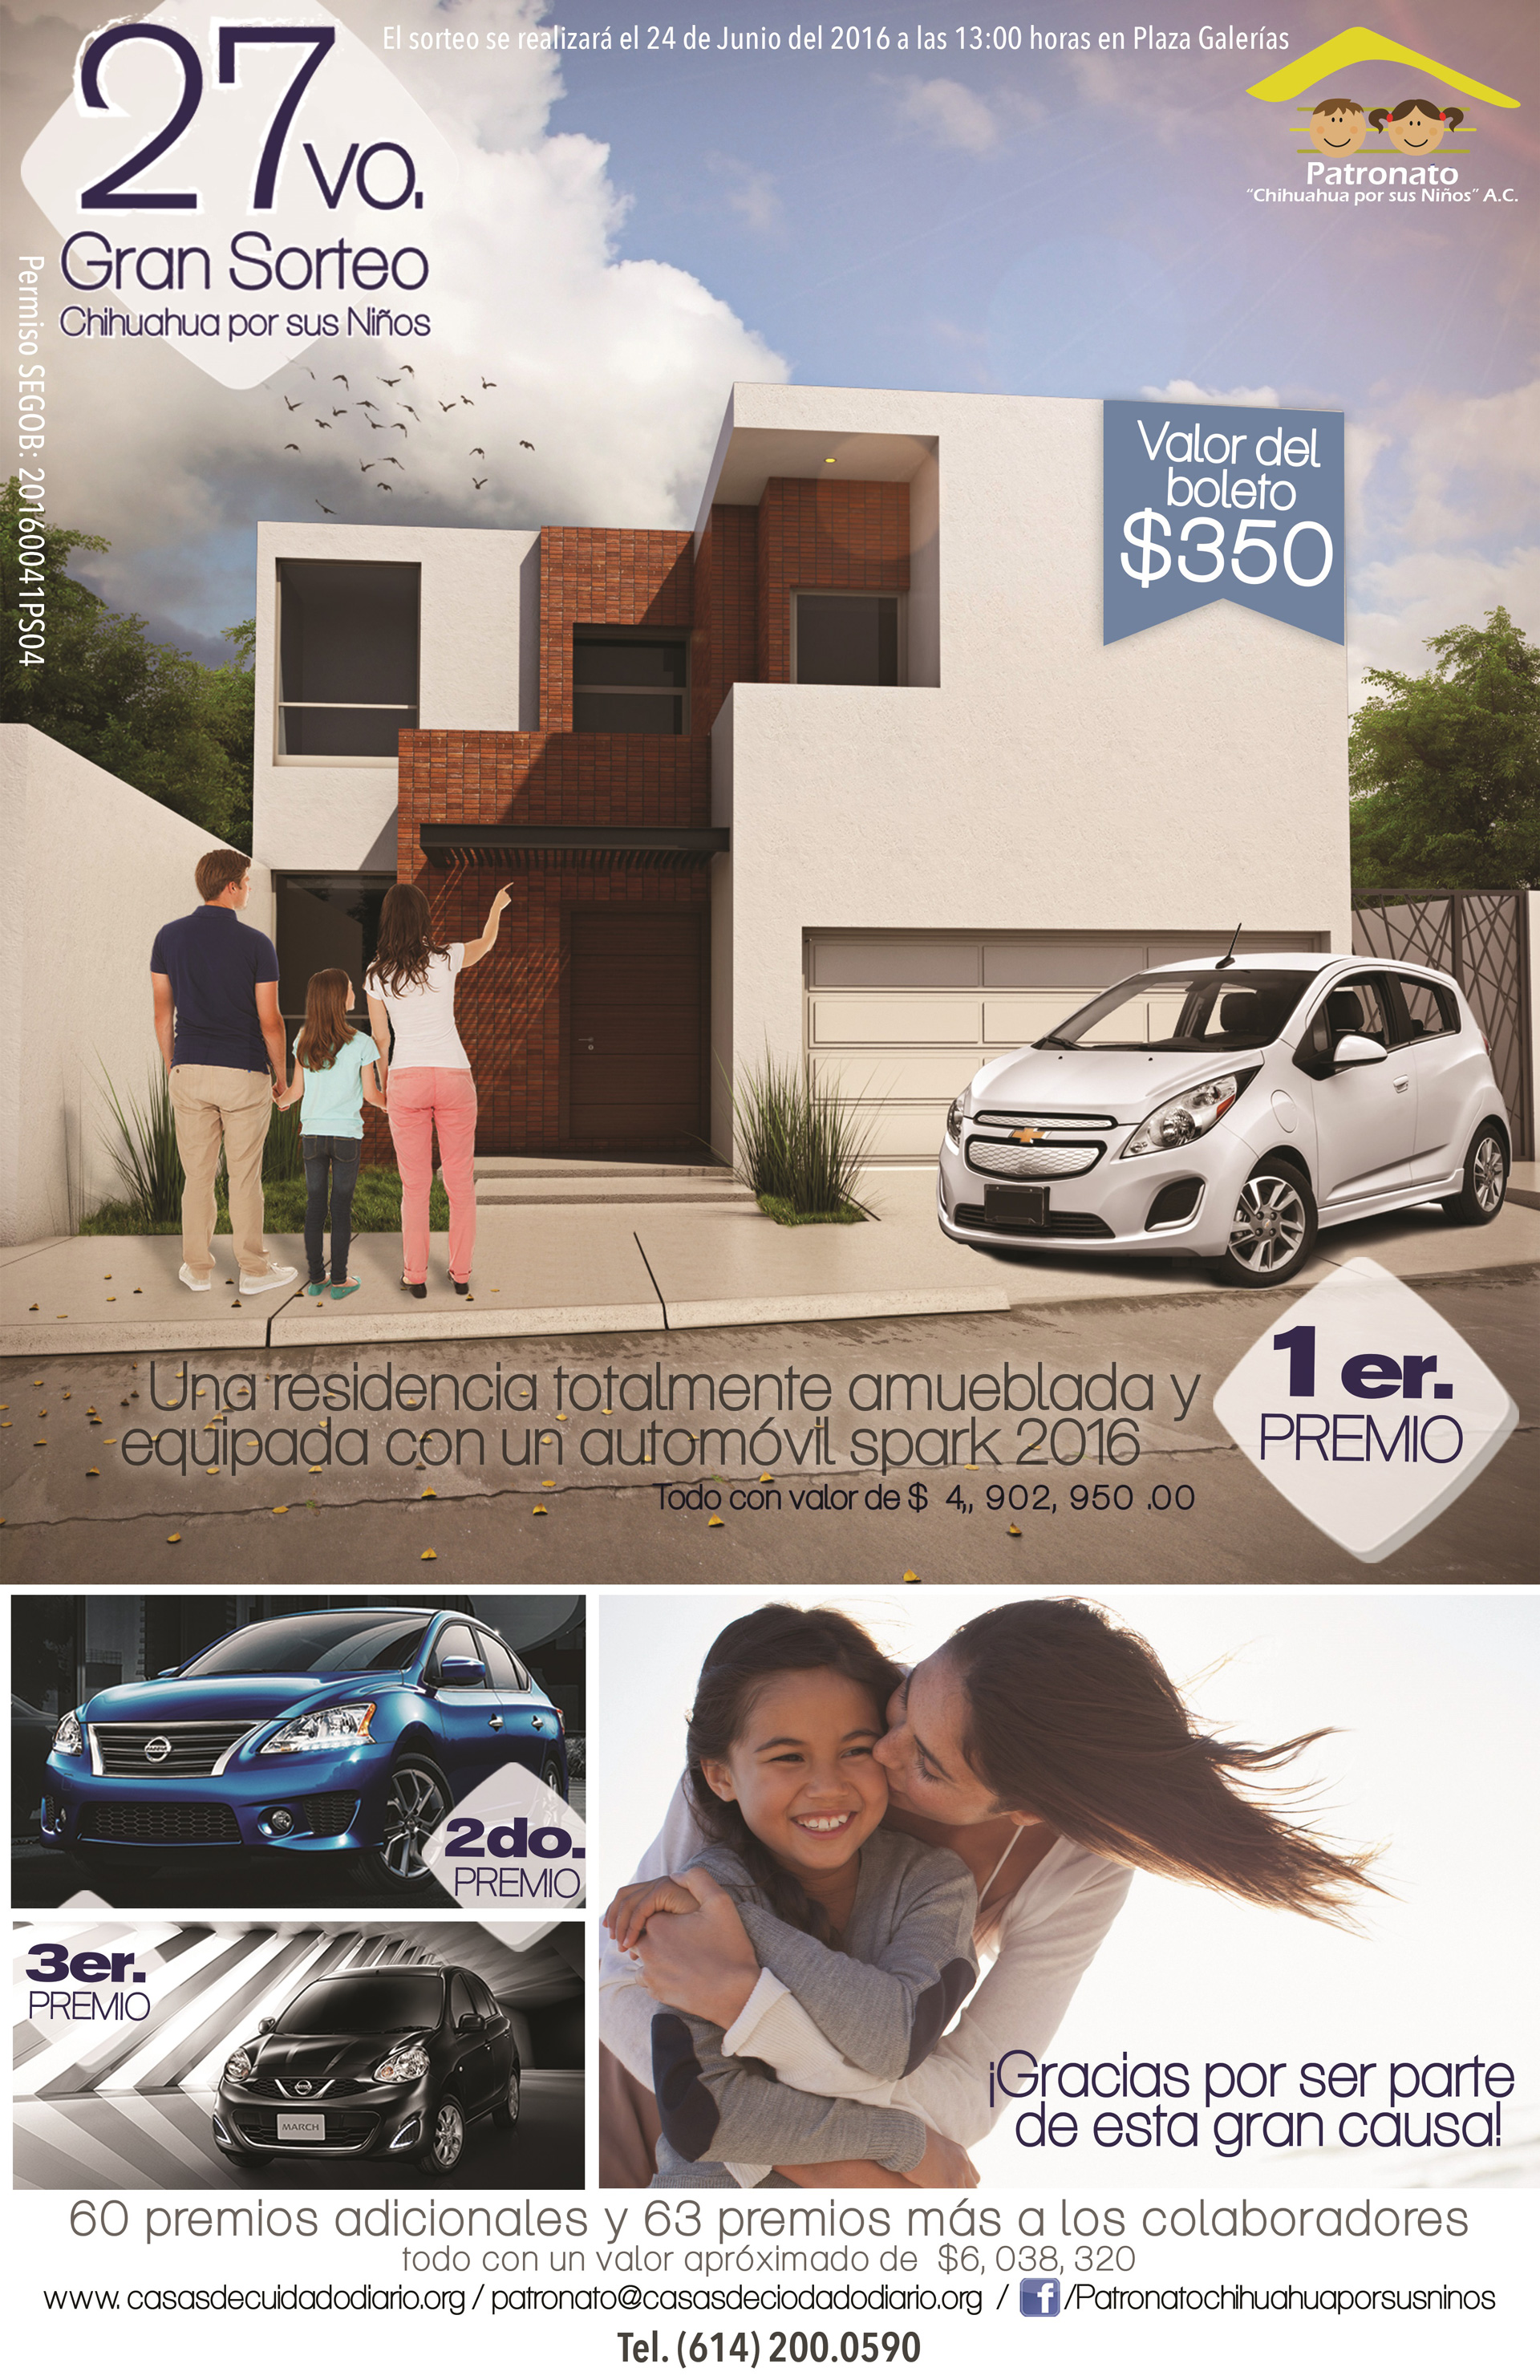 El sorteo se realizará el 24 de Junio del 2016 a las 13:00 horas en Plaza Galerías
27vo.
Gran Sorteo
Chihuahua por sus Niños
Patronato
"Chihuahua por sus Niños" A.C.
Permiso SEGOB: 20160041PS04
Valor del
boleto
$350
Una residencia totalmente amueblada y
equipada con un automóvil spark 2016
Todo con valor de $ 4,, 902, 950 .00
1 er.
PREMIO
2do.
PREMIO
3er.
PREMIO
MARCH
¡Gracias por ser parte
de esta gran causa!
60 premios adicionales y 63 premios más a los colaboradores
todo con un valor apróximado de $6, 038, 320
www. casasdecuidadodiario.org / patronato@casasdeciodadodiario.org / f /Patronatochihuahuaporsusninos
Tel. (614) 200.0590